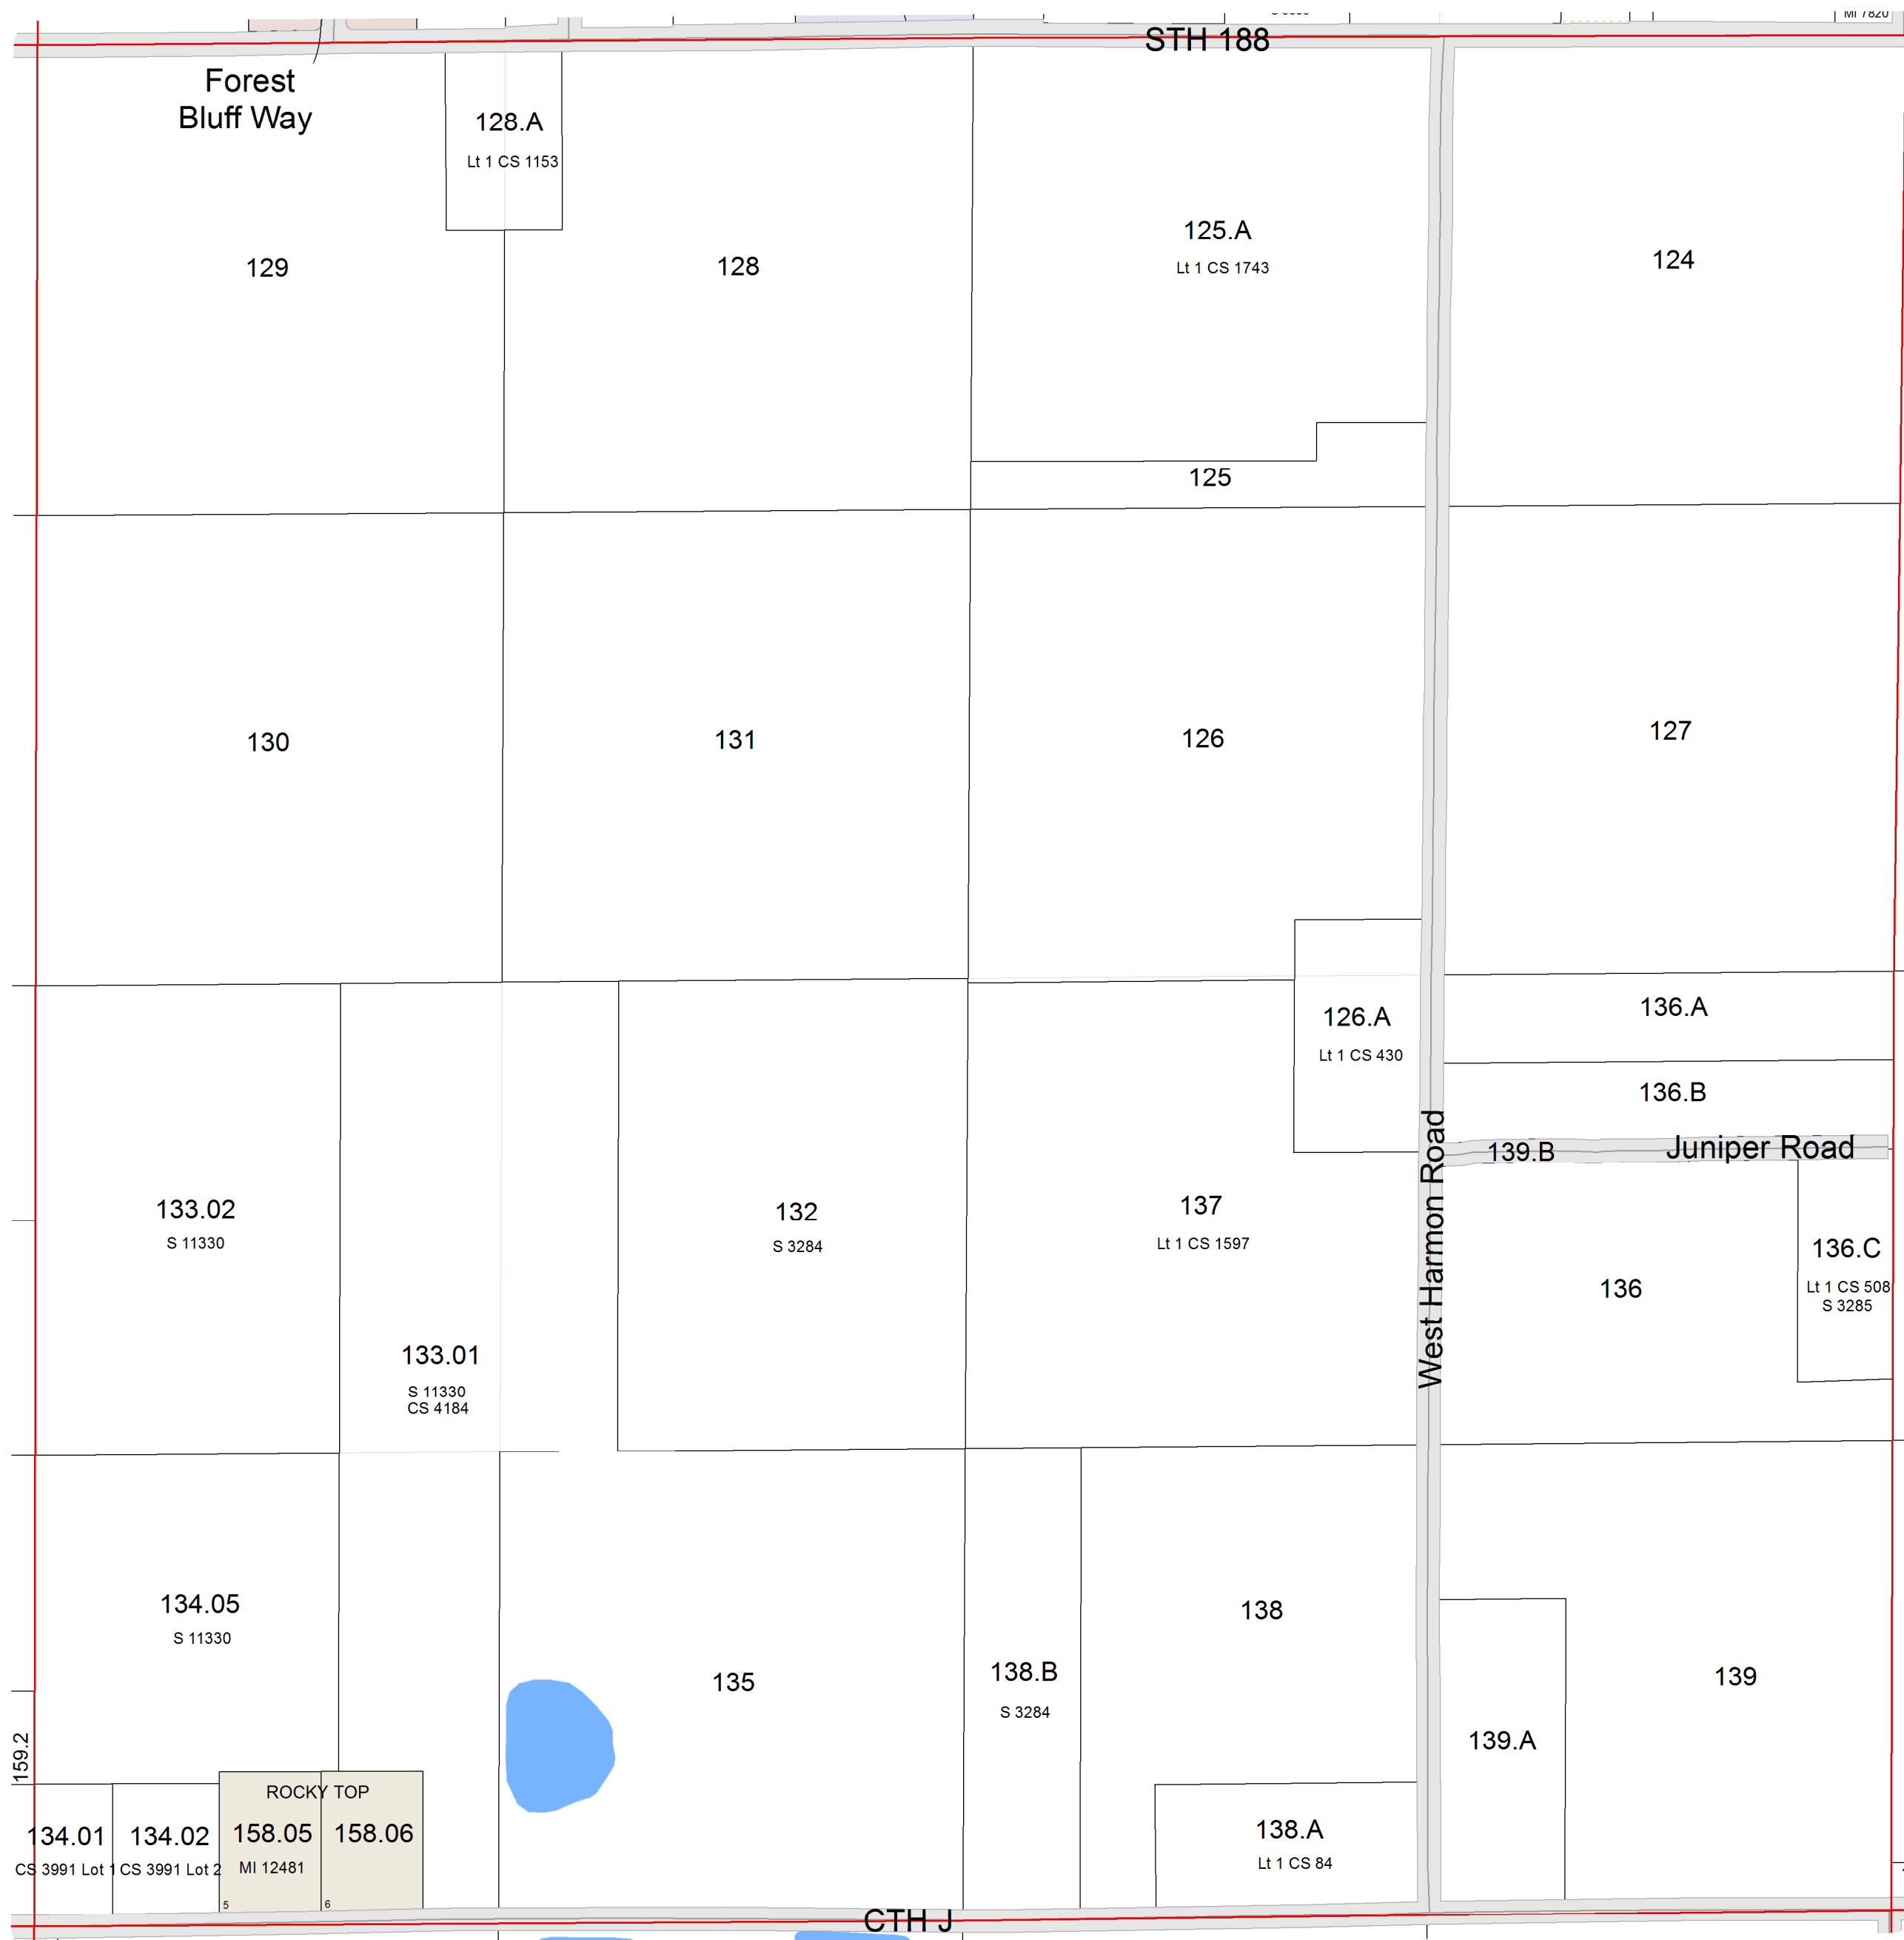 MI 7820
STH 188
Forest
Bluff Way
128.A
Lt 1 CS 1153
125.A
Lt 1 CS 1743
129
128
124
125
130
131
126
127
126.A
Lt 1 CS 430
136.A
136.B
139.B
Juniper Road
West Harmon Road
133.02
S 11330
132
S 3284
137
Lt 1 CS 1597
136
136.C
Lt 1 CS 508
S 3285
133.01
S 11330
CS 4184
134.05
S 11330
135
138.B
S 3284
138
139
139.A
159.2
ROCKY TOP
134.01
CS 3991 Lot 1
134.02
CS 3991 Lot 2
158.05
MI 12481
5
158.06
6
138.A
Lt 1 CS 84
CTH J